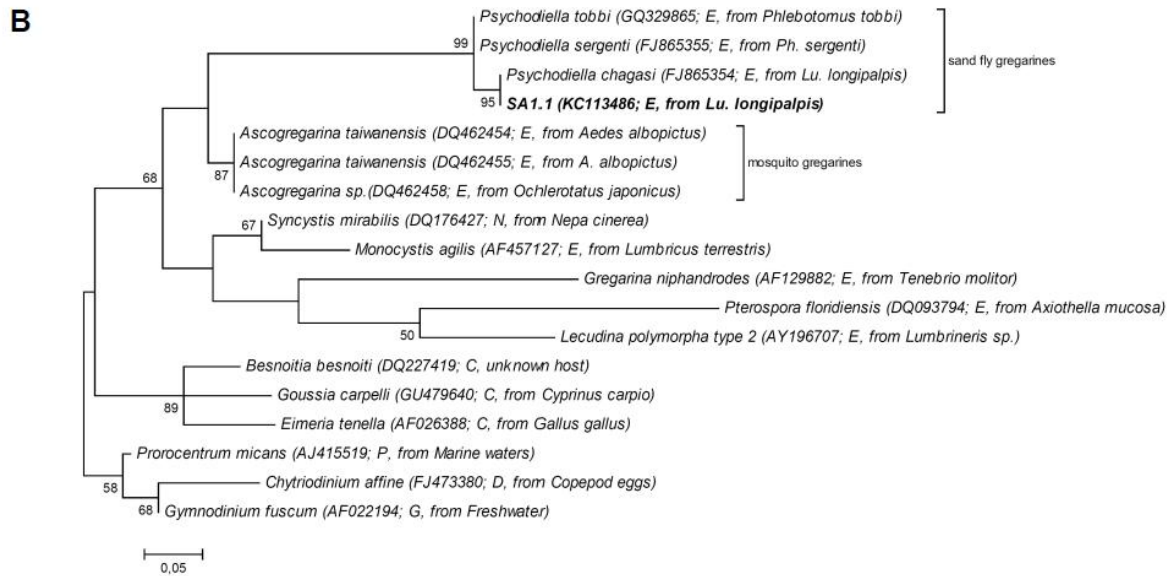 B
Psychodiella tobbi (GQ329865; E, from Phlebotomus tobbi)
99
Psychodiella sergenti (FJ865355; E, from Ph. sergenti)
sand fly gregarines
Psychodiella chagasi (FJ865354; E, from Lu. longipalpis)
95
SA1.1 (KC113486; E, from Lu. longipalpis)
Ascogregarina taiwanensis (DQ462454; E, from Aedes albopictus)
Ascogregarina taiwanensis (DQ462455; E, from A. albopictus)
mosquito gregarines
68
87
Ascogregarina sp.(DQ462458; E, from Ochlerotatus japonicus)
67
Syncystis mirabilis (DQ176427; N, from Nepa cinerea)
Monocystis agilis (AF457127; E, from Lumbricus terrestris)
Gregarina niphandrodes (AF129882; E, from Tenebrio molitor)
Pterospora floridiensis (DQ093794; E, from Axiothella mucosa)
50
Lecudina polymorpha type 2 (AY196707; E, from Lumbrineris sp.)
Besnoitia besnoiti (DQ227419; C, unknown host)
Goussia carpelli (GU479640; C, from Cyprinus carpio)
89
Eimeria tenella (AF026388; C, from Gallus gallus)
Prorocentrum micans (AJ415519; P, from Marine waters)
58
Chytriodinium affine (FJ473380; D, from Copepod eggs)
68
Gymnodinium fuscum (AF022194; G, from Freshwater)
0,05